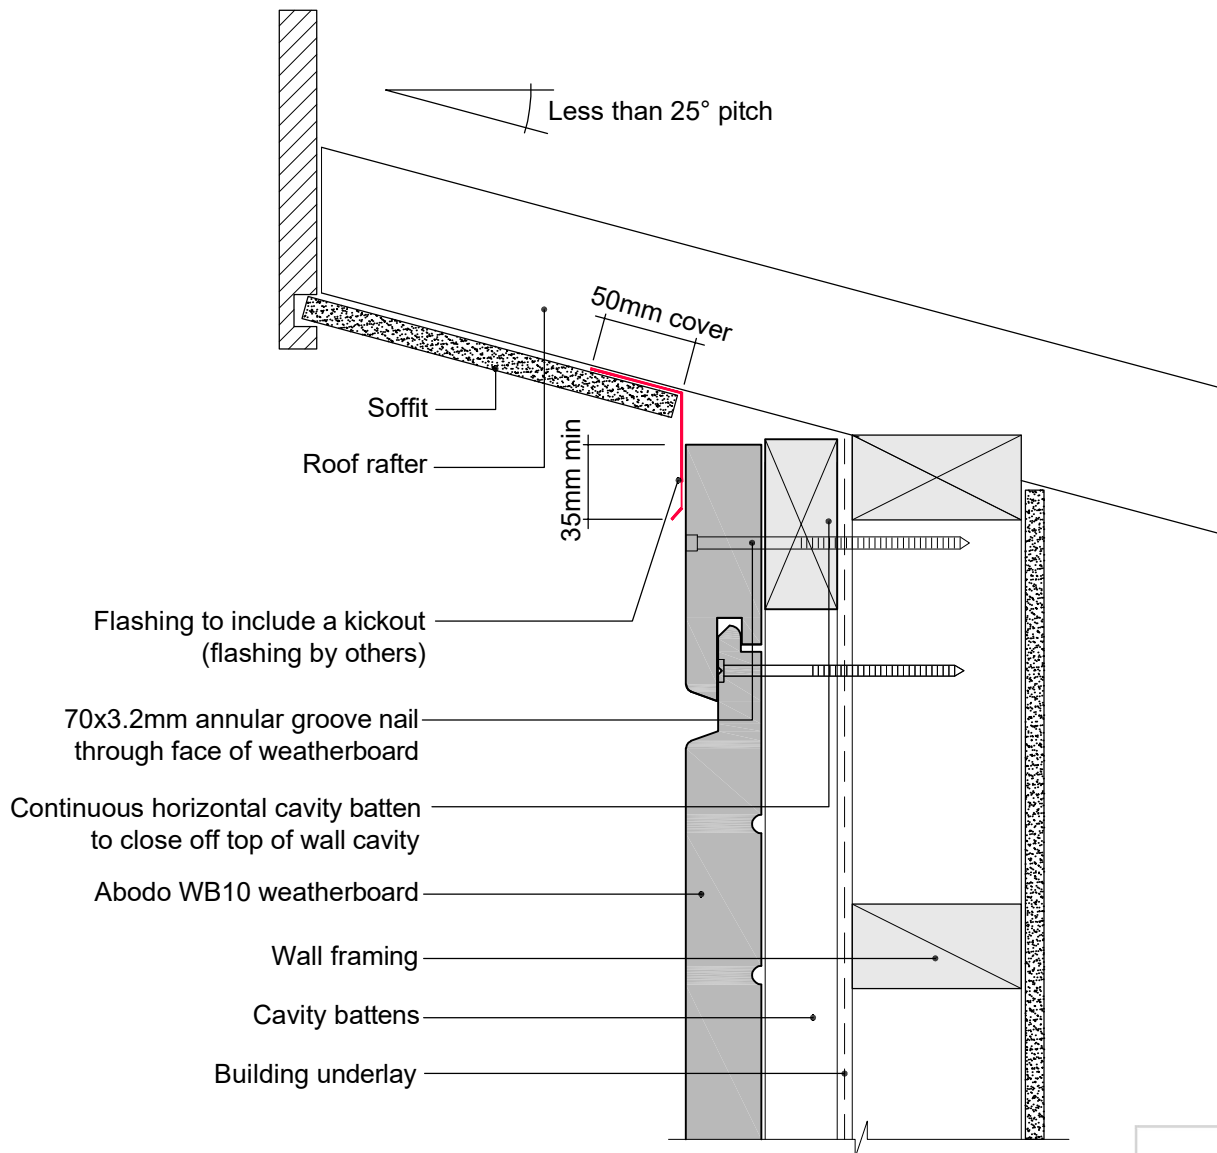 Less than 25° pitch
50mm cover
Soffit
Roof rafter
35mm min
Flashing to include a kickout
(flashing by others)
70x3.2mm annular groove nail
through face of weatherboard
Continuous horizontal cavity batten
to close off top of wall cavity
Abodo WB10 weatherboard
Wall framing
Cavity battens
Building underlay